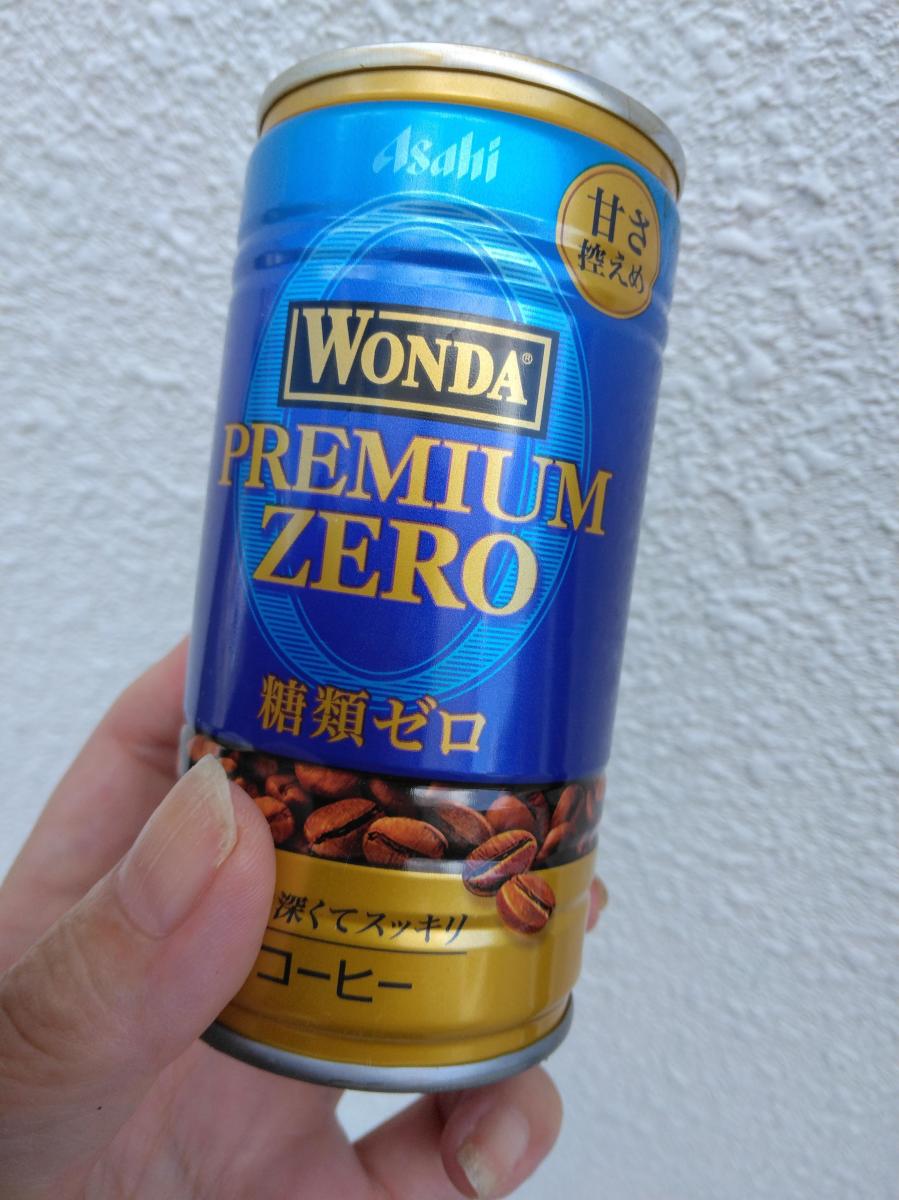 Asahi
甘さ
控えめ
WONDA®
PREMIUM
ZERO
糖類ゼロ
深くてスッキリ
コーヒー